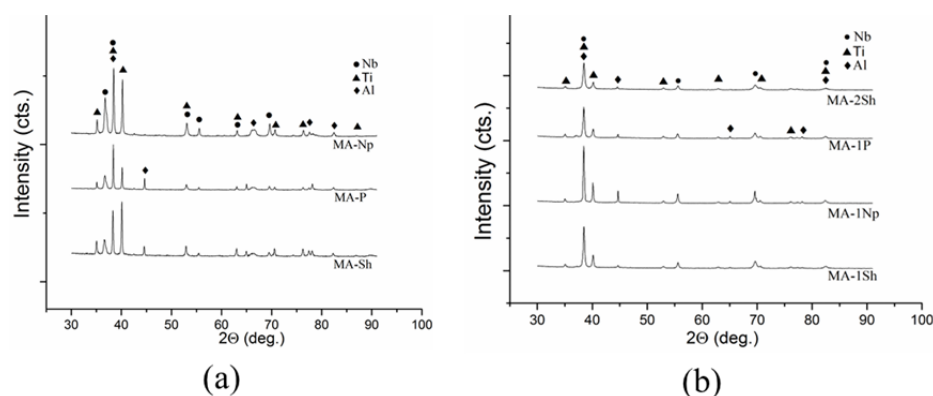 Nb
Ti
Al
Intensity (cts.)
MA-Np
MA-P
MA-Sh
30 40 50 60 70 80 90 100
2Θ (deg.)
(a)
Nb
Ti
Al
Intensity (cts.)
MA-2Sh
MA-1P
MA-1Np
MA-1Sh
30 40 50 60 70 80 90 100
2Θ (deg.)
(b)